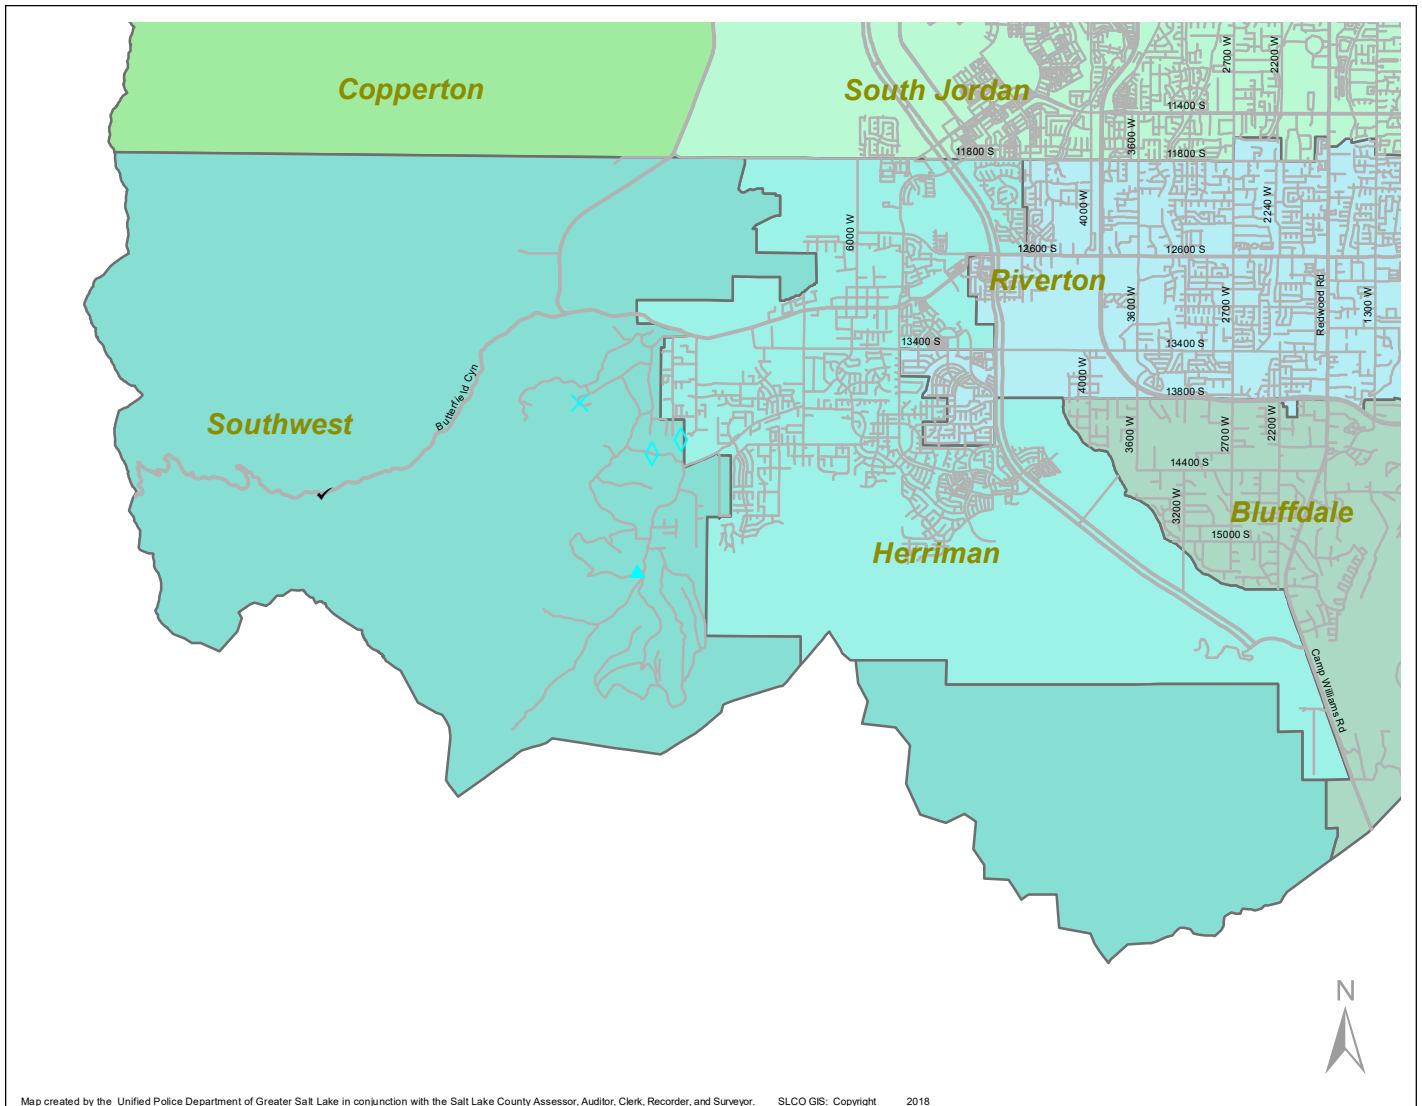 2700 W
2200 W
Copperton
South Jordan
11400 S
3600 W
11800 S
11800 S
4000 W
2240 W
6000 W
12600 S
12600 S
Riverton
3600 W
2700 W
Redwood Rd
1300 W
13400 S
13400 S
4000 W
Butterfield Cyn
13800 S
Southwest
3600 W
2700 W
2200 W
14400 S
3200 W
Bluffdale
15000 S
Herriman
Camp Williams Rd
N
Map created by the Unified Police Department of Greater Salt Lake in conjunction with the Salt Lake County Assessor, Auditor, Clerk, Recorder, and Surveyor. SLCO GIS: Copyright 2018